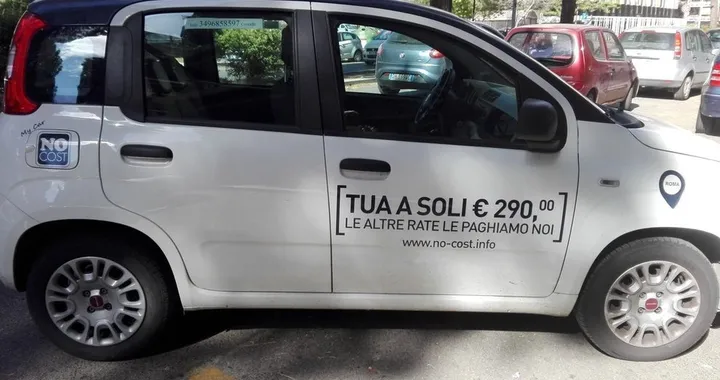 3496858597
My Car
NO
COST
TUA A SOLI € 290,00
LE ALTRE RATE LE PAGHIAMO NOI
www.no-cost.info
ROMA